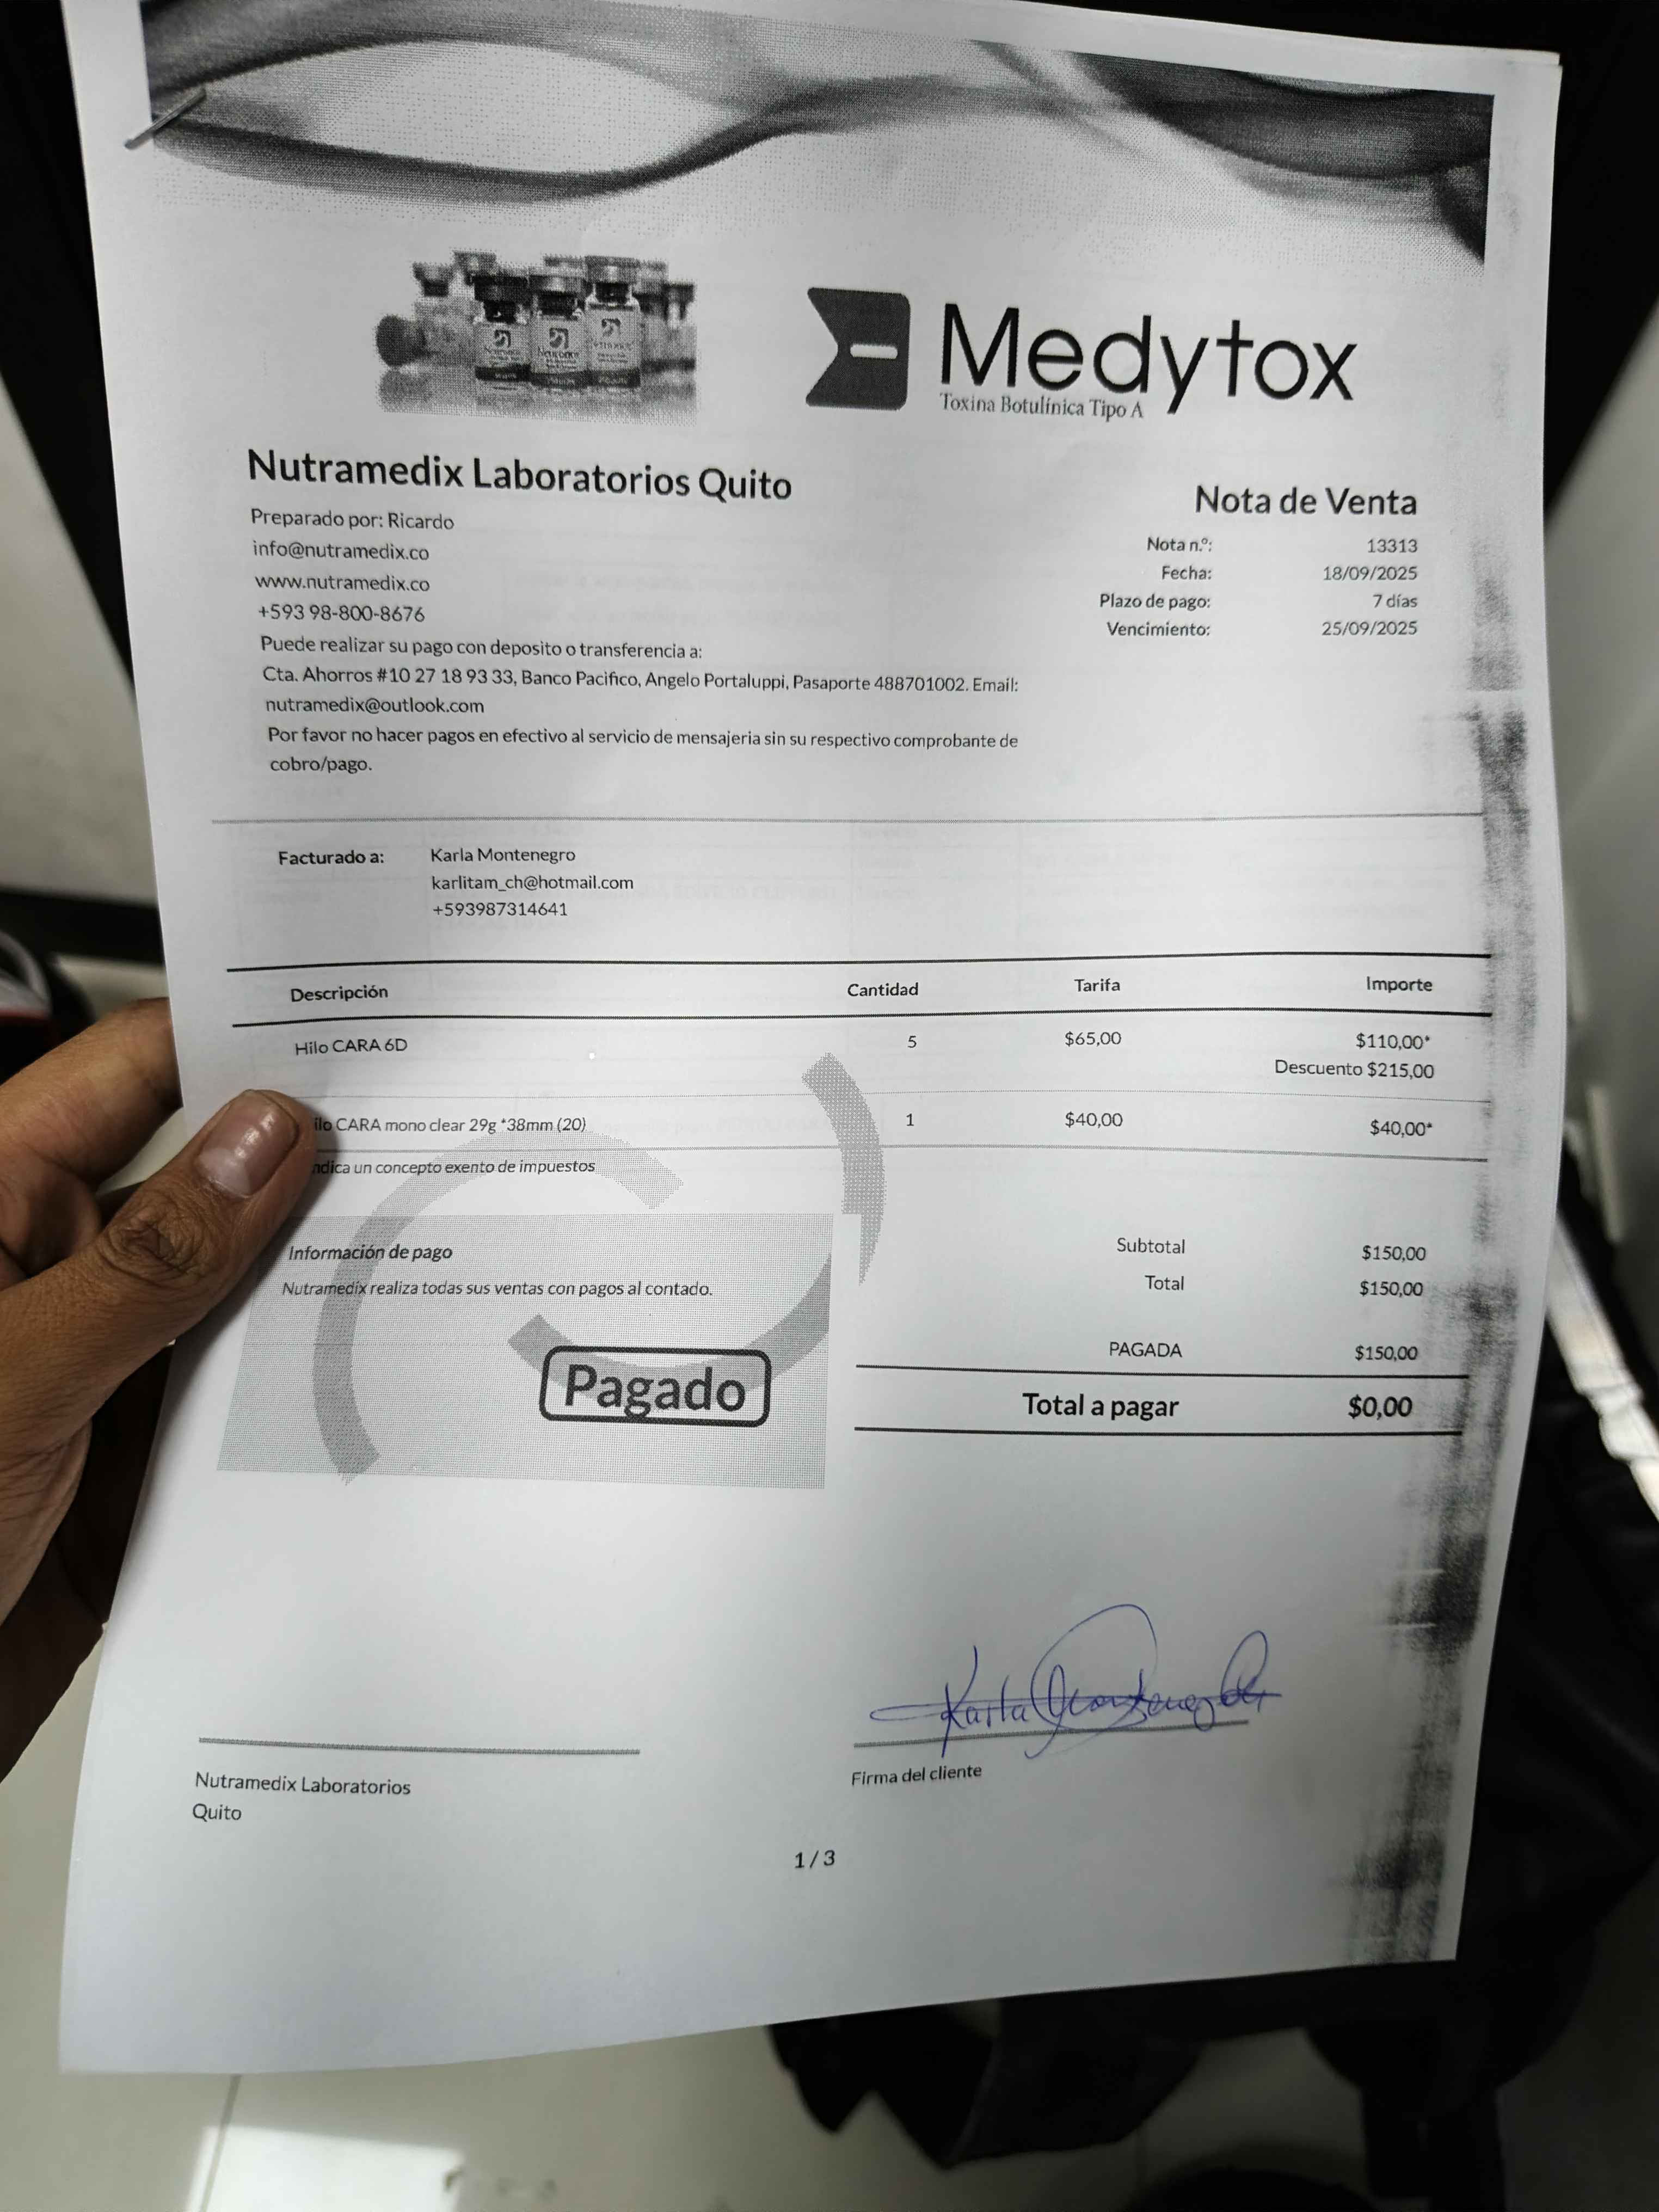 Medytox
Toxina Botulínica Tipo A
Nutramedix Laboratorios Quito
Preparado por: Ricardo
info@nutramedix.co
www.nutramedix.co
+593 98-800-8676
Puede realizar su pago con deposito o transferencia a:
Cta. Ahorros #10 27 18 93 33, Banco Pacifico, Angelo Portaluppi, Pasaporte 488701002. Email:
nutramedix@outlook.com
Por favor no hacer pagos en efectivo al servicio de mensajeria sin su respectivo comprobante de
cobro/pago.
Nota de Venta
Nota n.º: 13313
Fecha: 18/09/2025
Plazo de pago: 7 días
Vencimiento: 25/09/2025
Facturado a: Karla Montenegro
karlitam_ch@hotmail.com
+593987314641
Descripción Cantidad Tarifa Importe
Hilo CARA 6D 5 $65,00 $110,00*
Descuento $215,00
ilo CARA mono clear 29g *38mm (20) 1 $40,00 $40,00*
ndica un concepto exento de impuestos
Información de pago
Nutramedix realiza todas sus ventas con pagos al contado.
Pagado
Subtotal $150,00
Total $150,00
PAGADA $150,00
Total a pagar $0,00
Karla Montenegro
Firma del cliente
Nutramedix Laboratorios
Quito
1 / 3